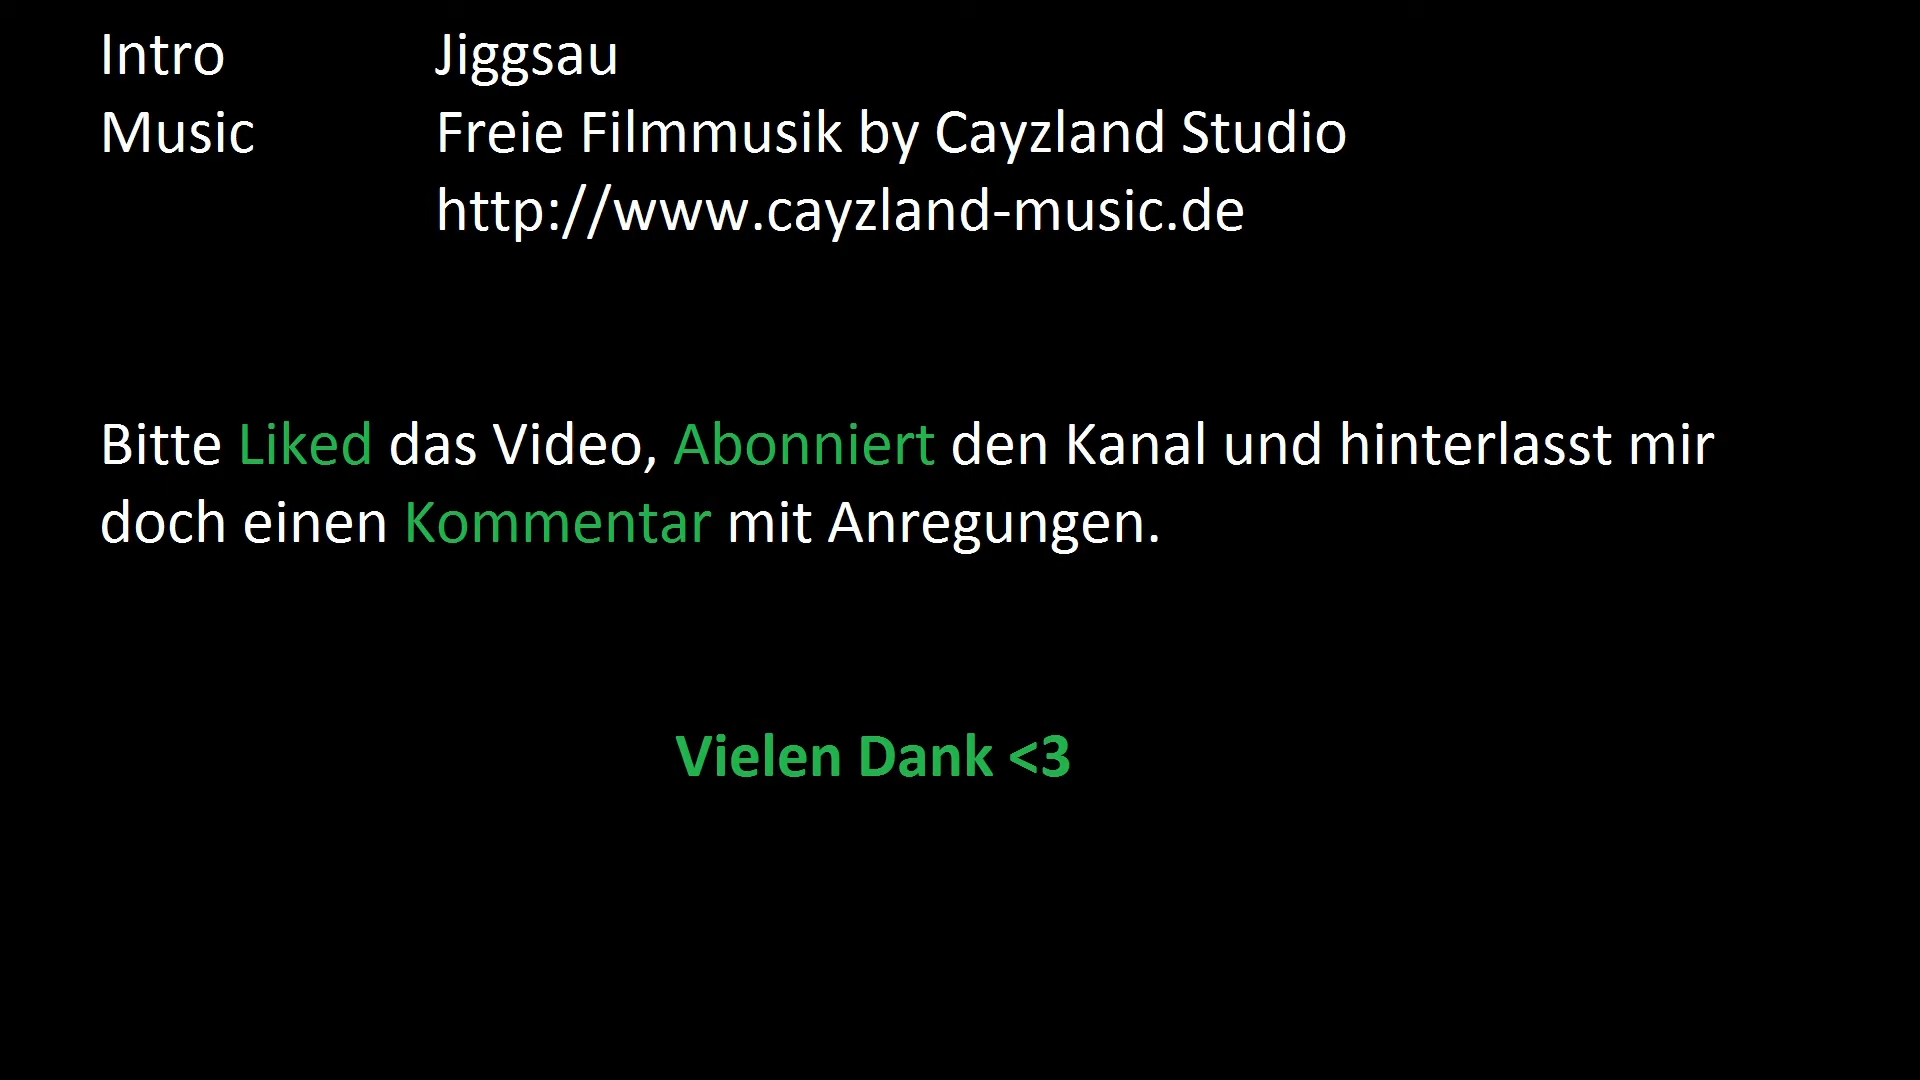 Intro Jiggsau
Music Freie Filmmusik by Cayzland Studio
http://www.cayzland-music.de
Bitte Liked das Video, Abonniert den Kanal und hinterlasst mir
doch einen Kommentar mit Anregungen.
Vielen Dank <3